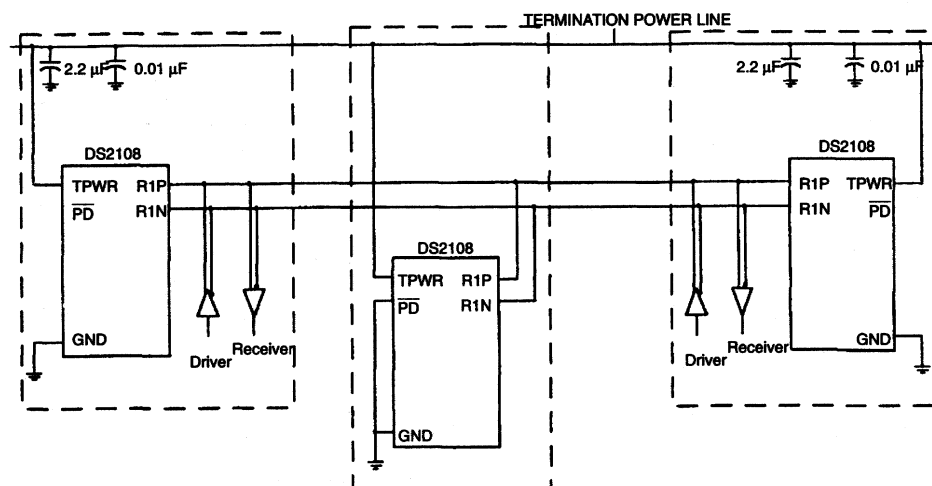 TERMINATION POWER LINE
2.2 µF
0.01 µF
2.2 µF
0.01 µF
DS2108
TPWR
R1P
PD
R1N
GND
Driver
Receiver
DS2108
TPWR
R1P
PD
R1N
GND
DS2108
R1P
TPWR
R1N
PD
GND
Driver
Receiver